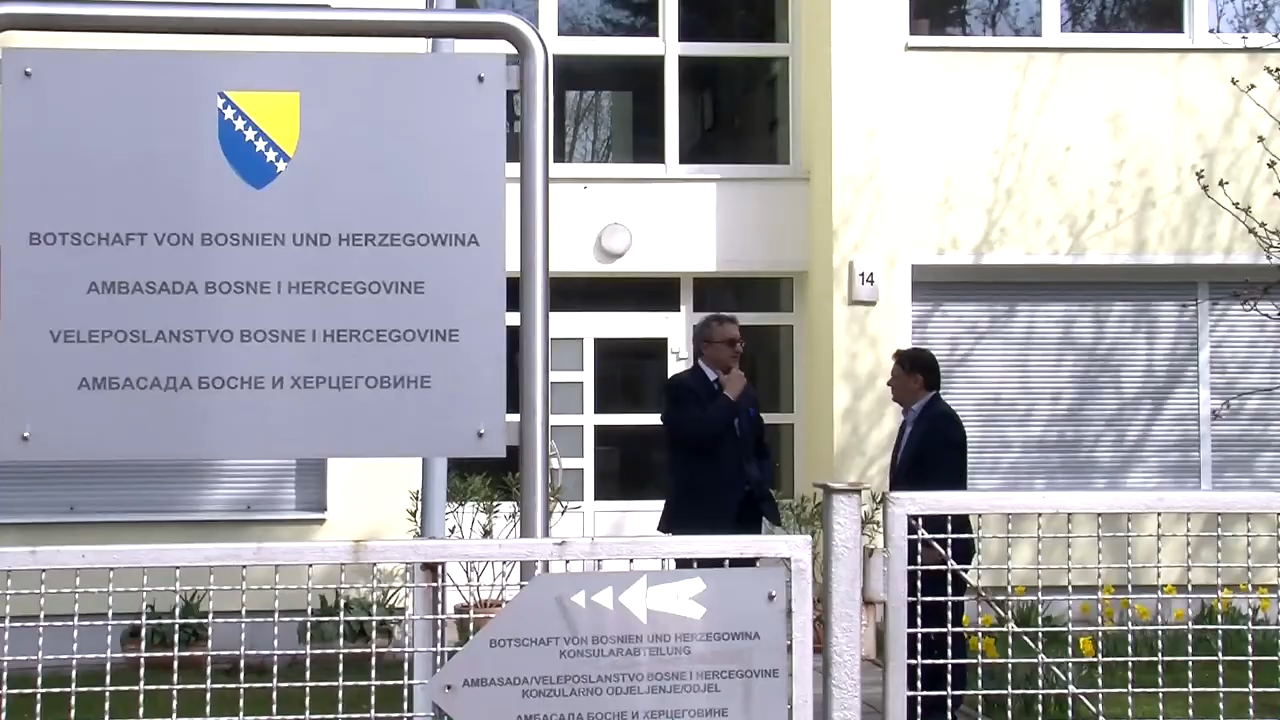 BOTSCHAFT VON BOSNIEN UND HERZEGOWINA
AMBASADA BOSNE I HERCEGOVINE
VELEPOSLANSTVO BOSNE I HERCEGOVINE
АМБАСАДА БОСНЕ И ХЕРЦЕГОВИНЕ
14
BOTSCHAFT VON BOSNIEN UND HERZEGOWINA
KONSULARABTEILUNG
AMBASADA/VELEPOSLANSTVO BOSNE I HERCEGOVINE
KONZULARNO ODJELJENJE/ODJEL
АМБАСАДА БОСНЕ И ХЕРЦЕГОВИНЕ